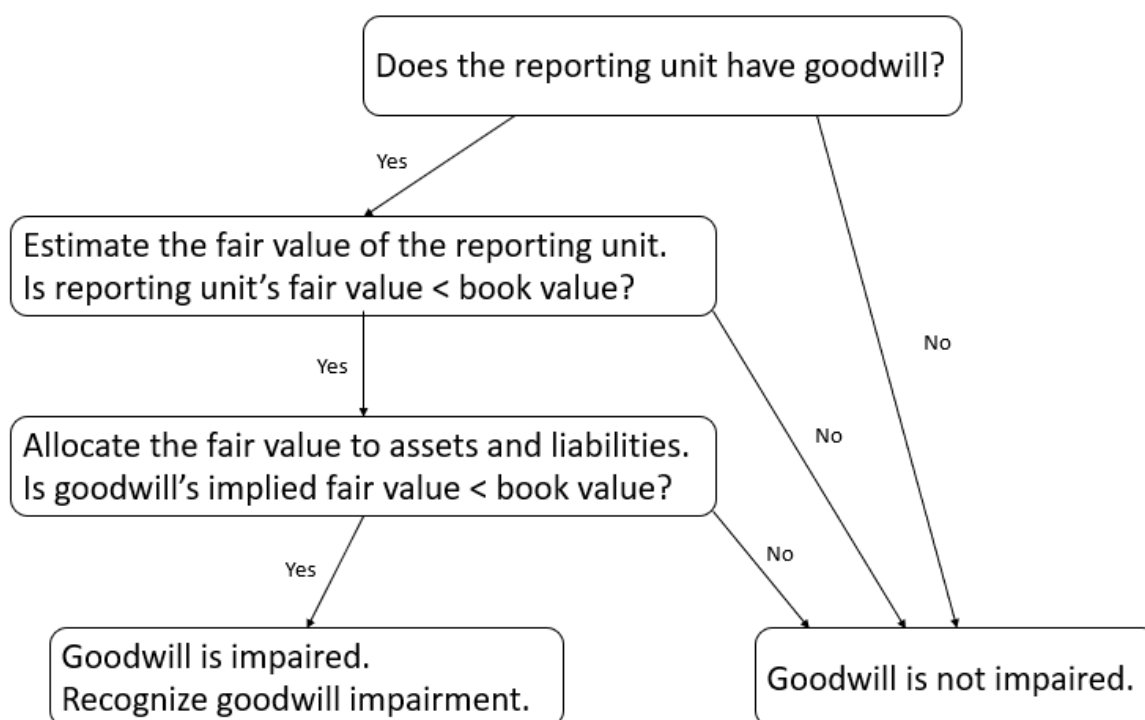 Does the reporting unit have goodwill?
Yes
Estimate the fair value of the reporting unit.
Is reporting unit’s fair value < book value?
No
Yes
Allocate the fair value to assets and liabilities.
Is goodwill’s implied fair value < book value?
No
Yes
No
Goodwill is impaired.
Recognize goodwill impairment.
Goodwill is not impaired.